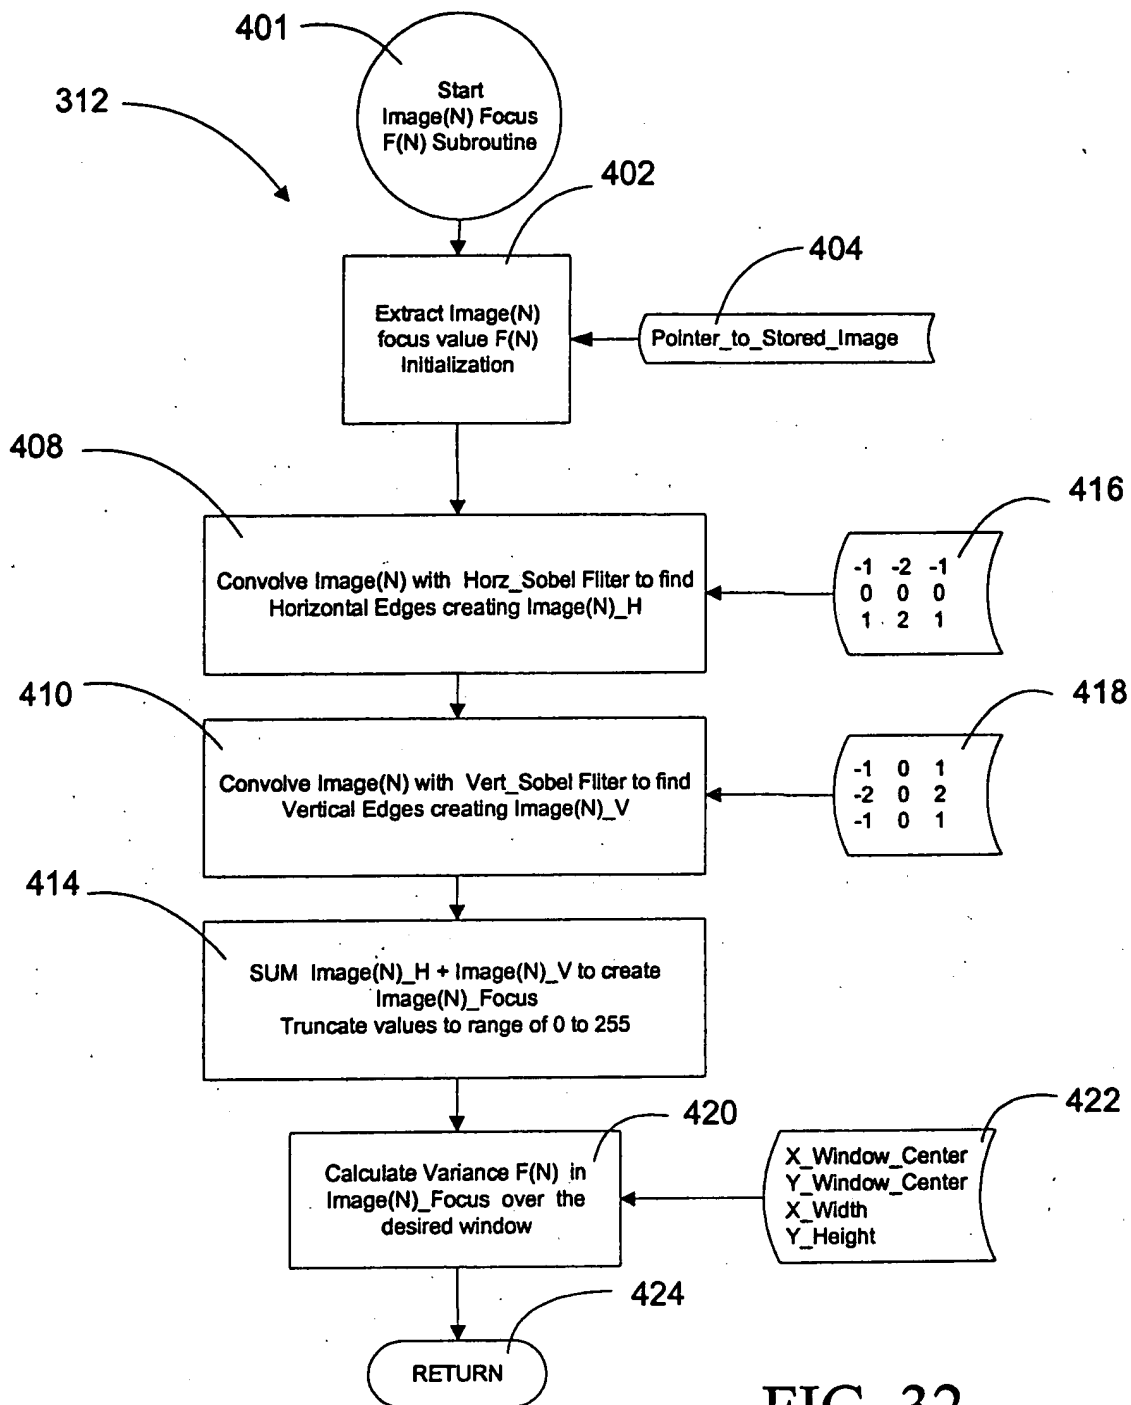 401
Start
Image(N) Focus
F(N) Subroutine
312
402
Extract Image(N)
focus value F(N)
Initialization
404
Pointer_to_Stored_Image
408
Convolve Image(N) with Horz_Sobel Filter to find
Horizontal Edges creating Image(N)_H
416
-1 -2 -1
0 0 0
1 2 1
410
Convolve Image(N) with Vert_Sobel Filter to find
Vertical Edges creating Image(N)_V
418
-1 0 1
-2 0 2
-1 0 1
414
SUM Image(N)_H + Image(N)_V to create
Image(N)_Focus
Truncate values to range of 0 to 255
420
Calculate Variance F(N) in
Image(N)_Focus over the
desired window
422
X_Window_Center
Y_Window_Center
X_Width
Y_Height
424
RETURN
FIG. 32